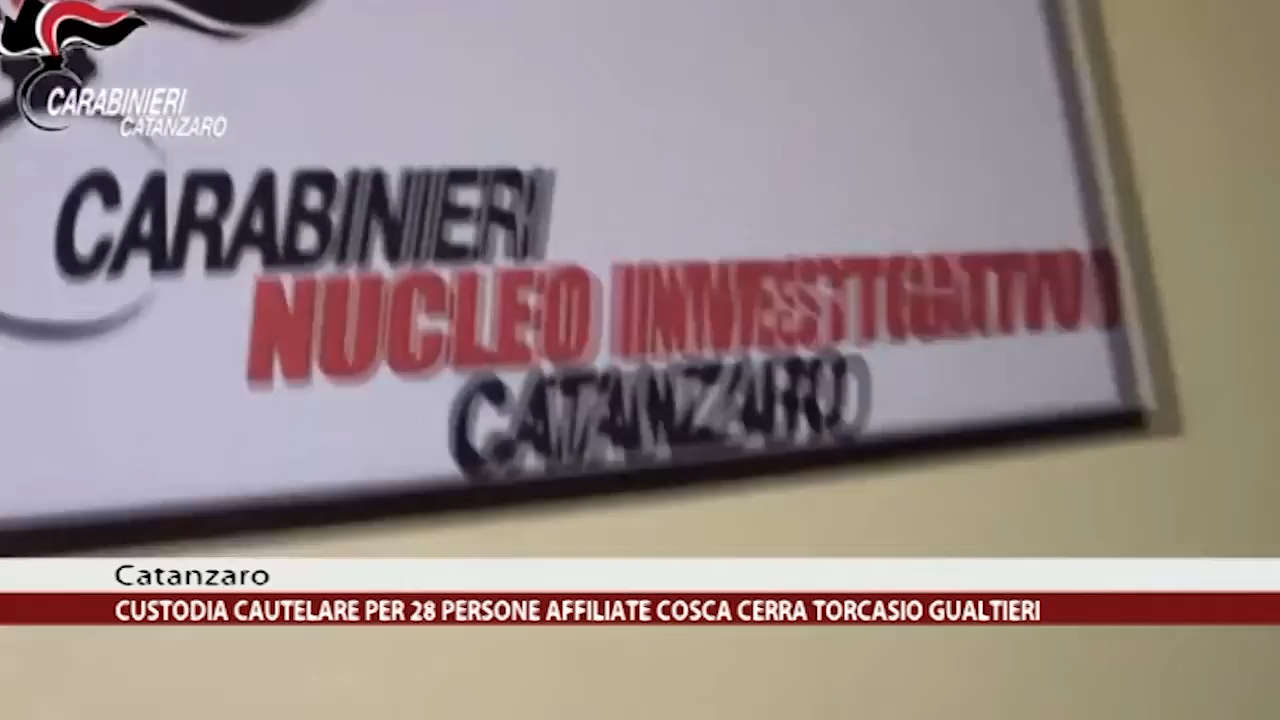 CARABINIERI
CATANZARO
CARABINIERI
NUCLEO INVESTIGATIVO
CATANZARO
Catanzaro
CUSTODIA CAUTELARE PER 28 PERSONE AFFILIATE COSCA CERRA TORCASIO GUALTIERI